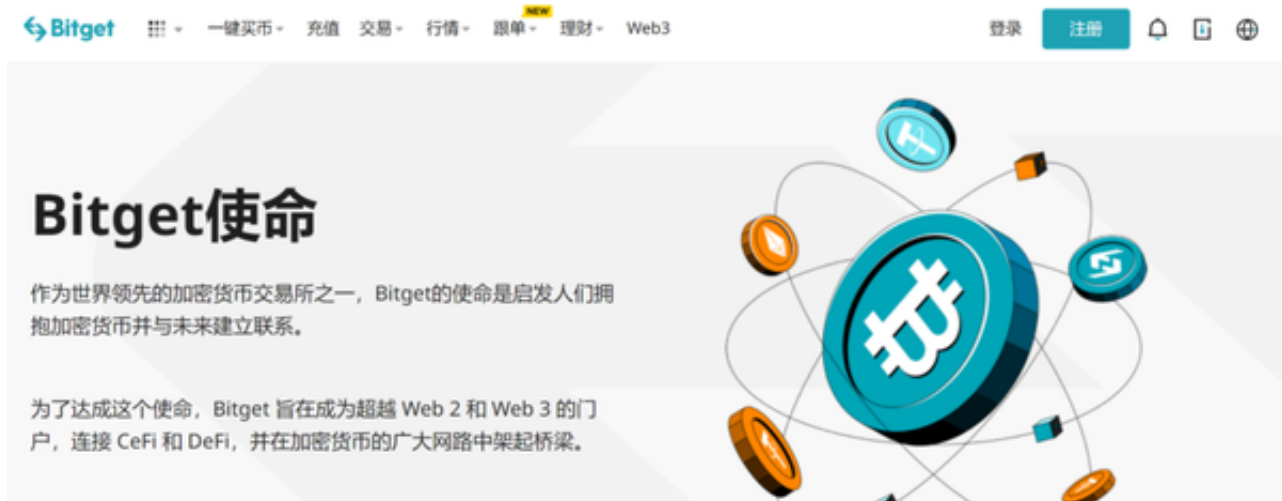 Bitget 一键买币 充值 交易 行情 跟单 NEW 理财 Web3 登录 注册
Bitget使命
作为世界领先的加密货币交易所之一，Bitget的使命是启发人们拥
抱加密货币并与未来建立联系。
为了达成这个使命，Bitget 旨在成为超越 Web 2 和 Web 3 的门
户，连接 CeFi 和 DeFi，并在加密货币的广大网路中架起桥梁。